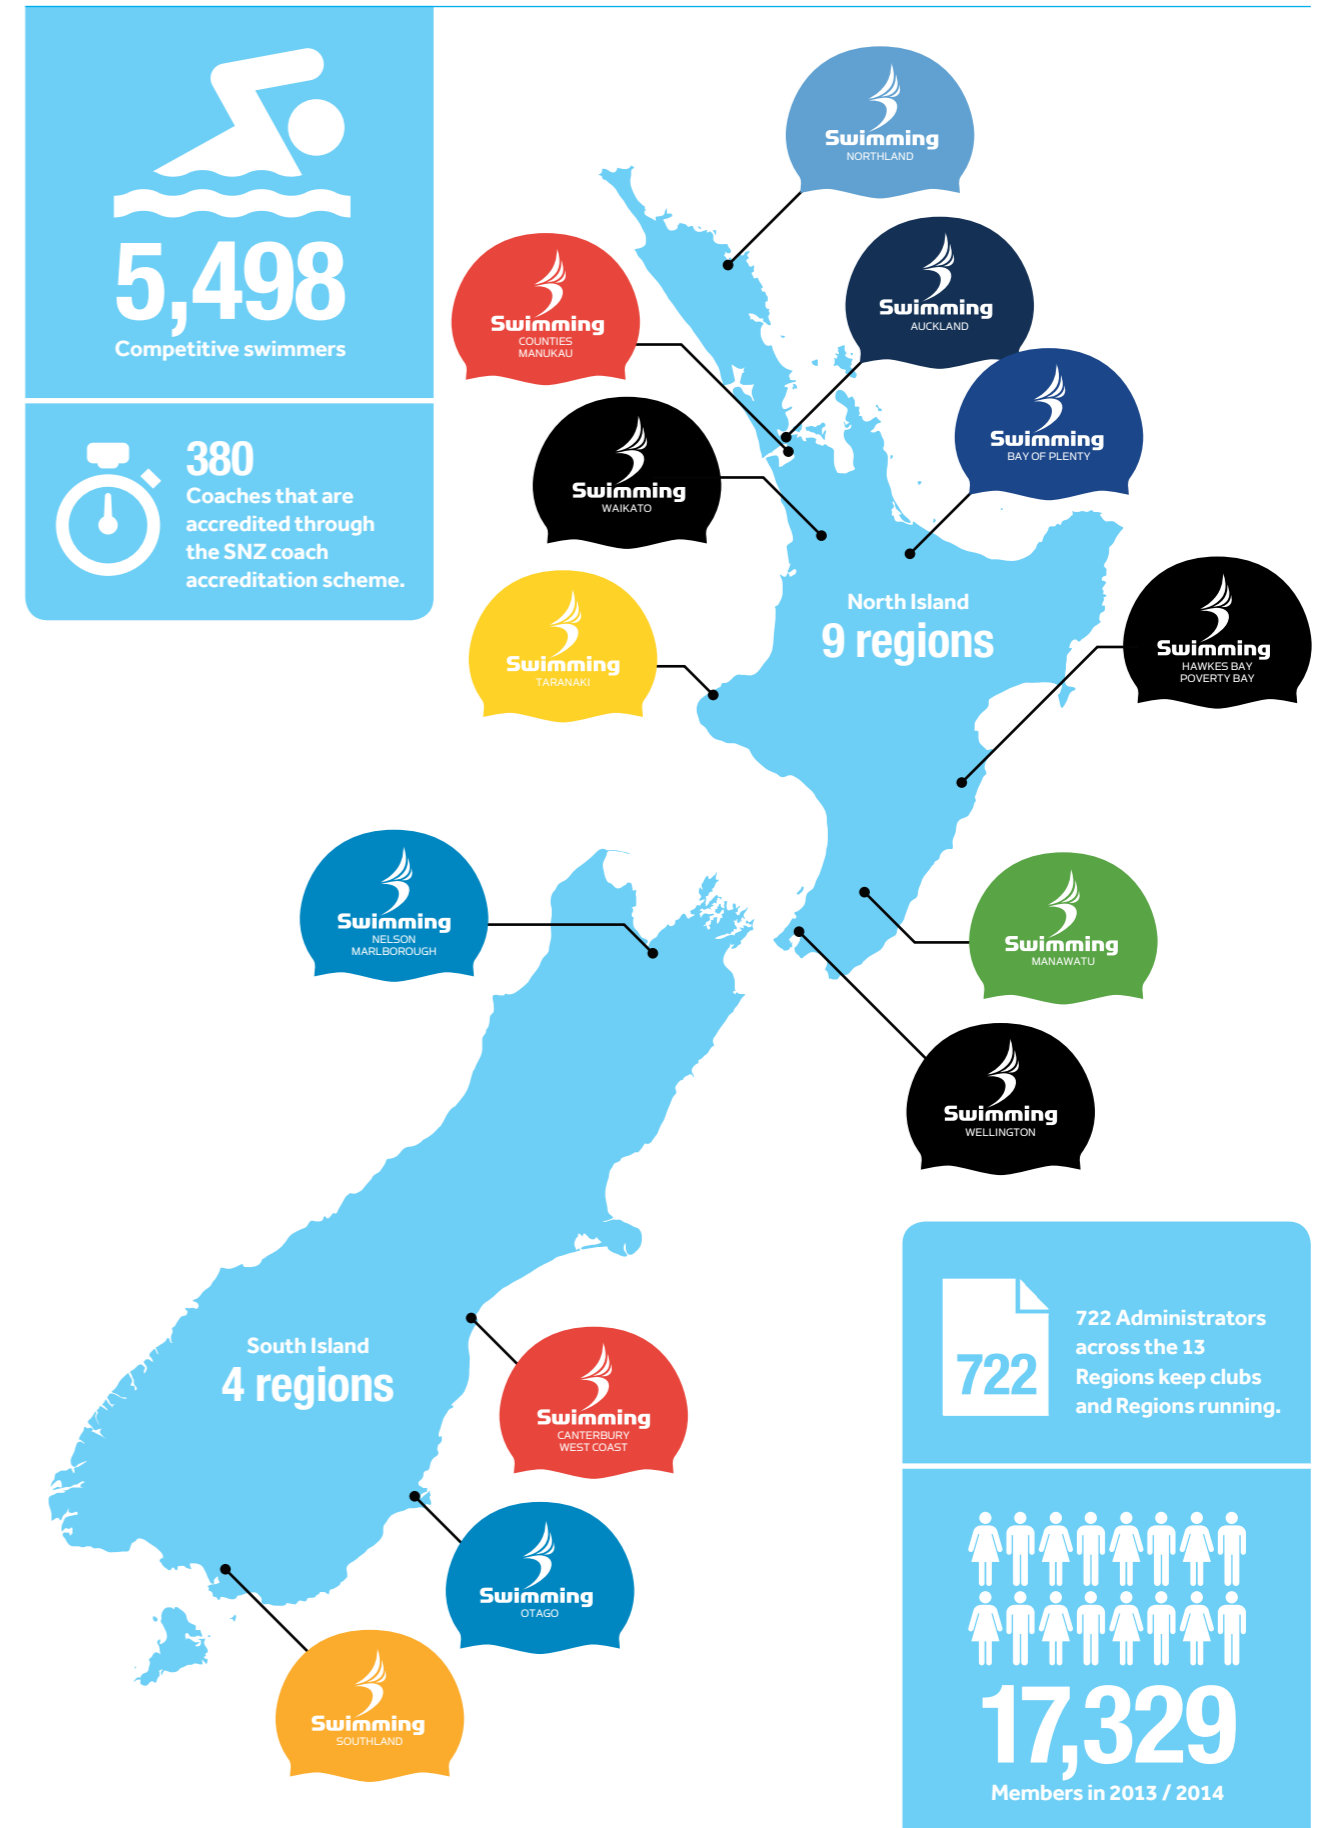 5,498
Competitive swimmers
380
Coaches that are
accredited through
the SNZ coach
accreditation scheme.
Swimming
NORTHLAND
Swimming
AUCKLAND
Swimming
COUNTIES
MANUKAU
Swimming
BAY OF PLENTY
Swimming
WAIKATO
North Island
9 regions
Swimming
HAWKES BAY
POVERTY BAY
Swimming
TARANAKI
Swimming
NELSON
MARLBOROUGH
Swimming
MANAWATU
Swimming
WELLINGTON
South Island
4 regions
Swimming
CANTERBURY
WEST COAST
Swimming
OTAGO
Swimming
SOUTHLAND
722
722 Administrators
across the 13
Regions keep clubs
and Regions running.
17,329
Members in 2013 / 2014